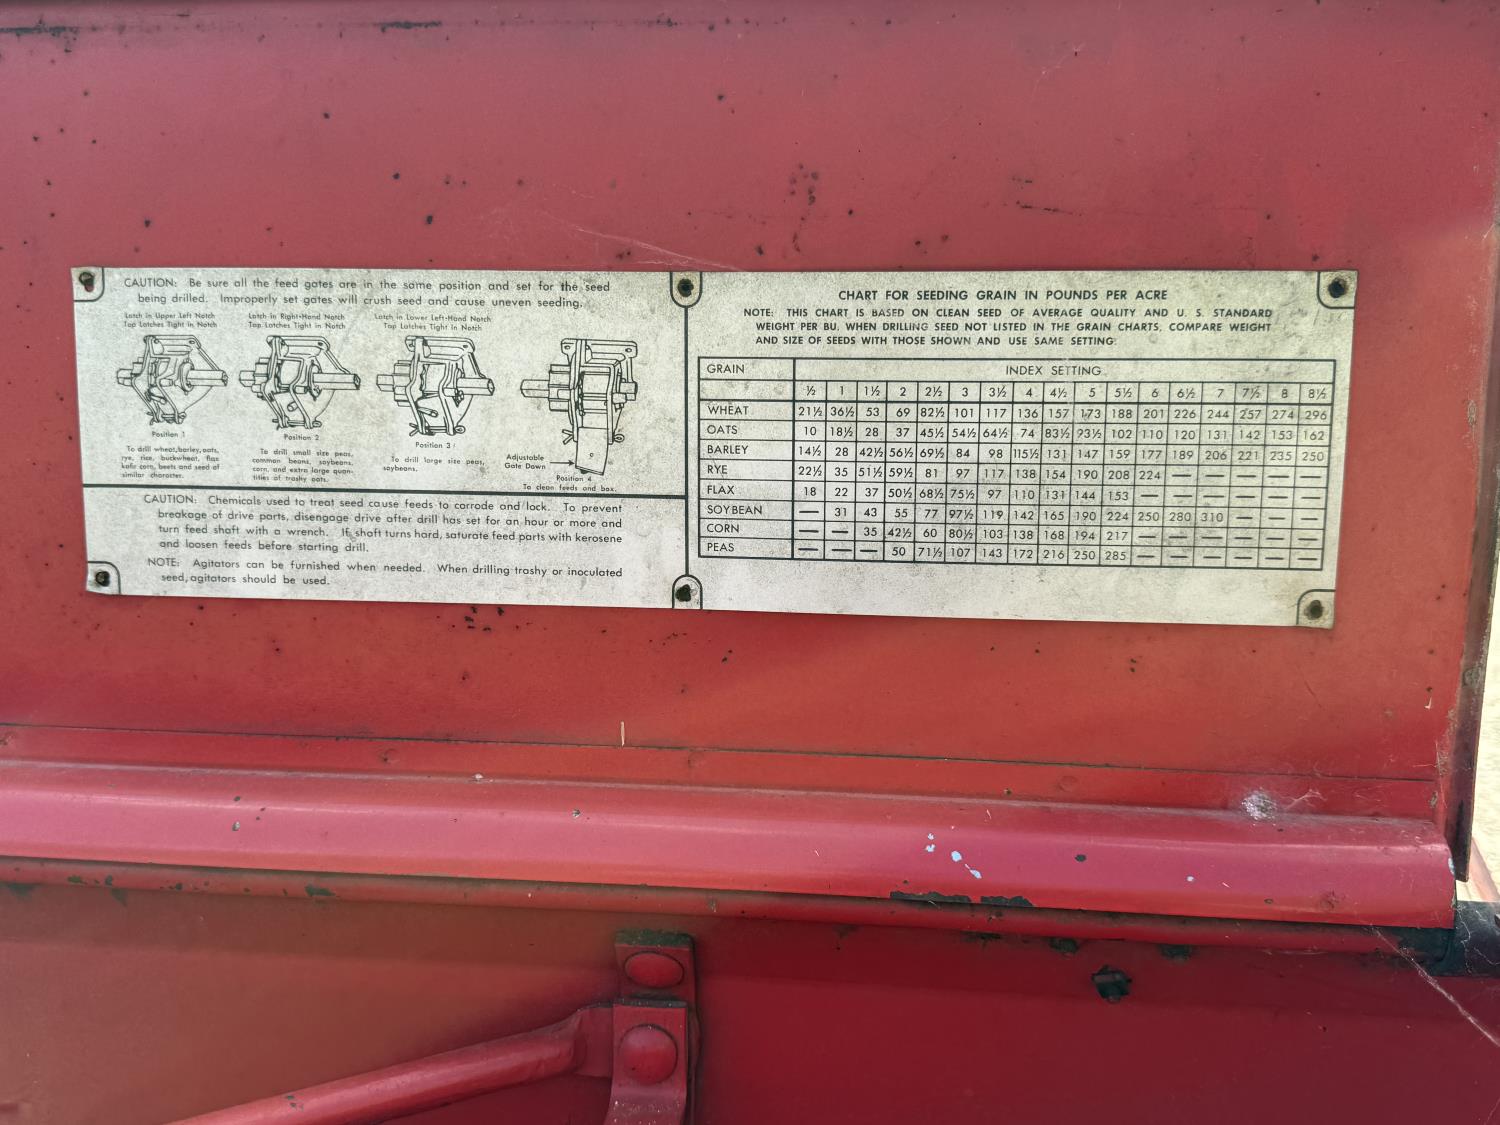 CAUTION: Be sure all the feed gates are in the same position and set for the seed
being drilled. Improperly set gates will crush seed and cause uneven seeding.
Latch in Upper Left Notch
Top Latches Tight in Notch
Position 1
To drill wheat, barley, oats,
rye, rice, buckwheat, flax
kafir corn, beets and seed of
similar character.
Latch in Right-Hand Notch
Top Latches Tight in Notch
Position 2
To drill small size peas,
common beans, soybeans,
corn, and extra large quan-
tities of trashy oats.
Latch in Lower Left-Hand Notch
Top Latches Tight in Notch
Position 3
To drill large size peas,
soybeans.
Adjustable
Gate Down
Position 4
To clean feeds and box.
CAUTION: Chemicals used to treat seed cause feeds to corrode and lock. To prevent
breakage of drive parts, disengage drive after drill has set for an hour or more and
turn feed shaft with a wrench. If shaft turns hard, saturate feed parts with kerosene
and loosen feeds before starting drill.
NOTE: Agitators can be furnished when needed. When drilling trashy or inoculated
seed, agitators should be used.
CHART FOR SEEDING GRAIN IN POUNDS PER ACRE
NOTE: THIS CHART IS BASED ON CLEAN SEED OF AVERAGE QUALITY AND U. S. STANDARD
WEIGHT PER BU. WHEN DRILLING SEED NOT LISTED IN THE GRAIN CHARTS, COMPARE WEIGHT
AND SIZE OF SEEDS WITH THOSE SHOWN AND USE SAME SETTING.
GRAIN INDEX SETTING
½ 1 1½ 2 2½ 3 3½ 4 4½ 5 5½ 6 6½ 7 7½ 8 8½
WHEAT 21½ 36½ 53 69 82½ 101 117 136 157 173 188 201 226 244 257 274 296
OATS 10 18½ 28 37 45½ 54½ 64½ 74 83½ 93½ 102 110 120 131 142 153 162
BARLEY 14½ 28 42½ 56½ 69½ 84 98 115½ 131 147 159 177 189 206 221 235 250
RYE 22½ 35 51½ 59½ 81 97 117 138 154 190 208 224 — — — — —
FLAX 18 22 37 50½ 68½ 75½ 97 110 131 144 153 — — — — — —
SOYBEAN — 31 43 55 77 97½ 119 142 165 190 224 250 280 310 — — —
CORN — — 35 42½ 60 80½ 103 138 168 194 217 — — — — — —
PEAS — — — 50 71½ 107 143 172 216 250 285 — — — — — —